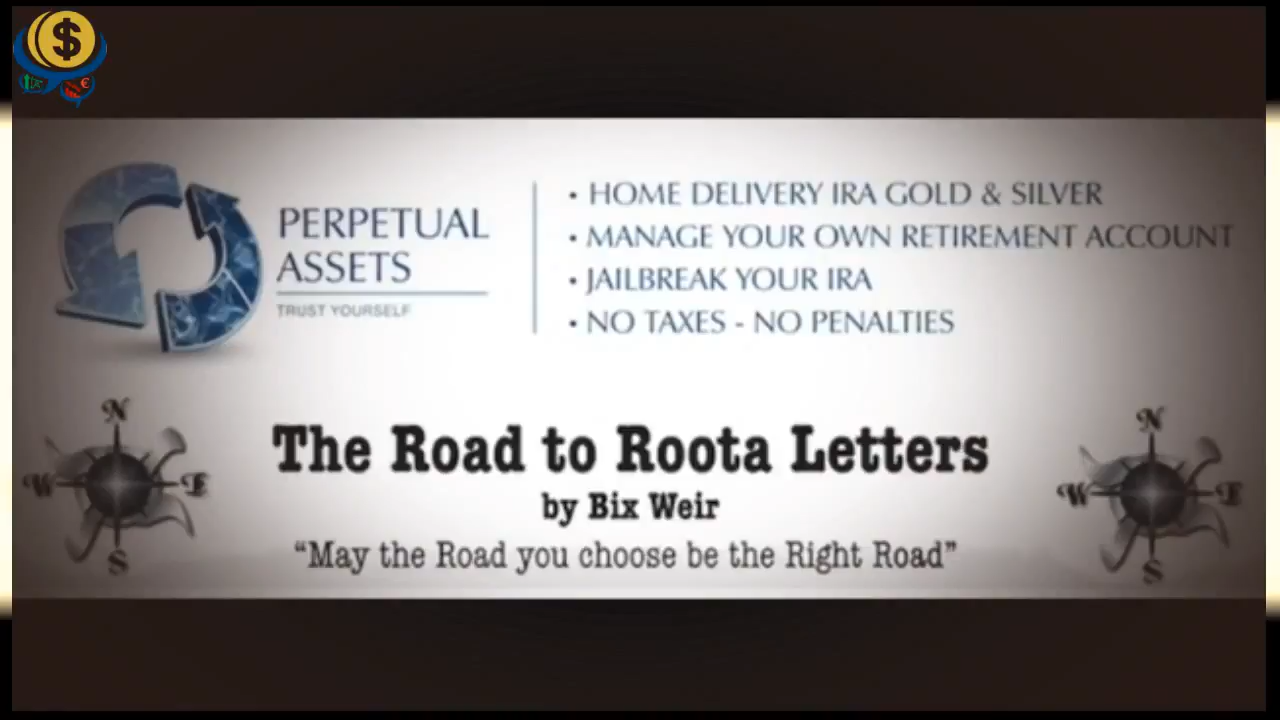 $
PERPETUAL
ASSETS
TRUST YOURSELF
• HOME DELIVERY IRA GOLD & SILVER
• MANAGE YOUR OWN RETIREMENT ACCOUNT
• JAILBREAK YOUR IRA
• NO TAXES - NO PENALTIES
N
W E
S
The Road to Roota Letters
by Bix Weir
“May the Road you choose be the Right Road”
N
W E
S